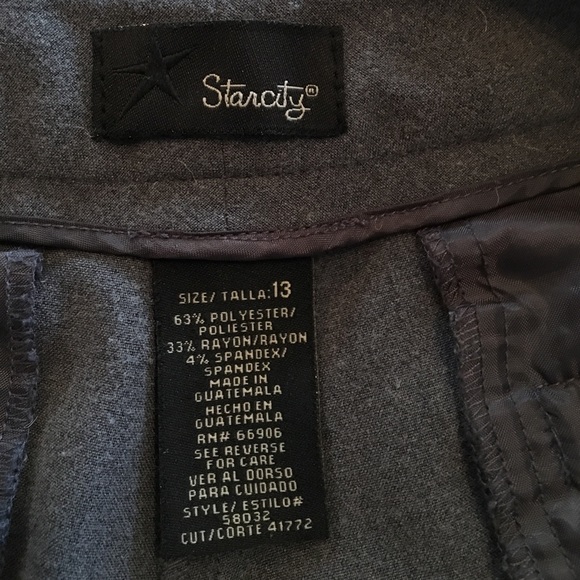 Starcity®
SIZE/ TALLA:13
63% POLYESTER/
POLIESTER
33% RAYON/RAYON
4% SPANDEX/
SPANDEX
MADE IN
GUATEMALA
HECHO EN
GUATEMALA
RN# 66906
SEE REVERSE
FOR CARE
VER AL DORSO
PARA CUIDADO
STYLE/ ESTILO#
58032
CUT/CORTE 41772